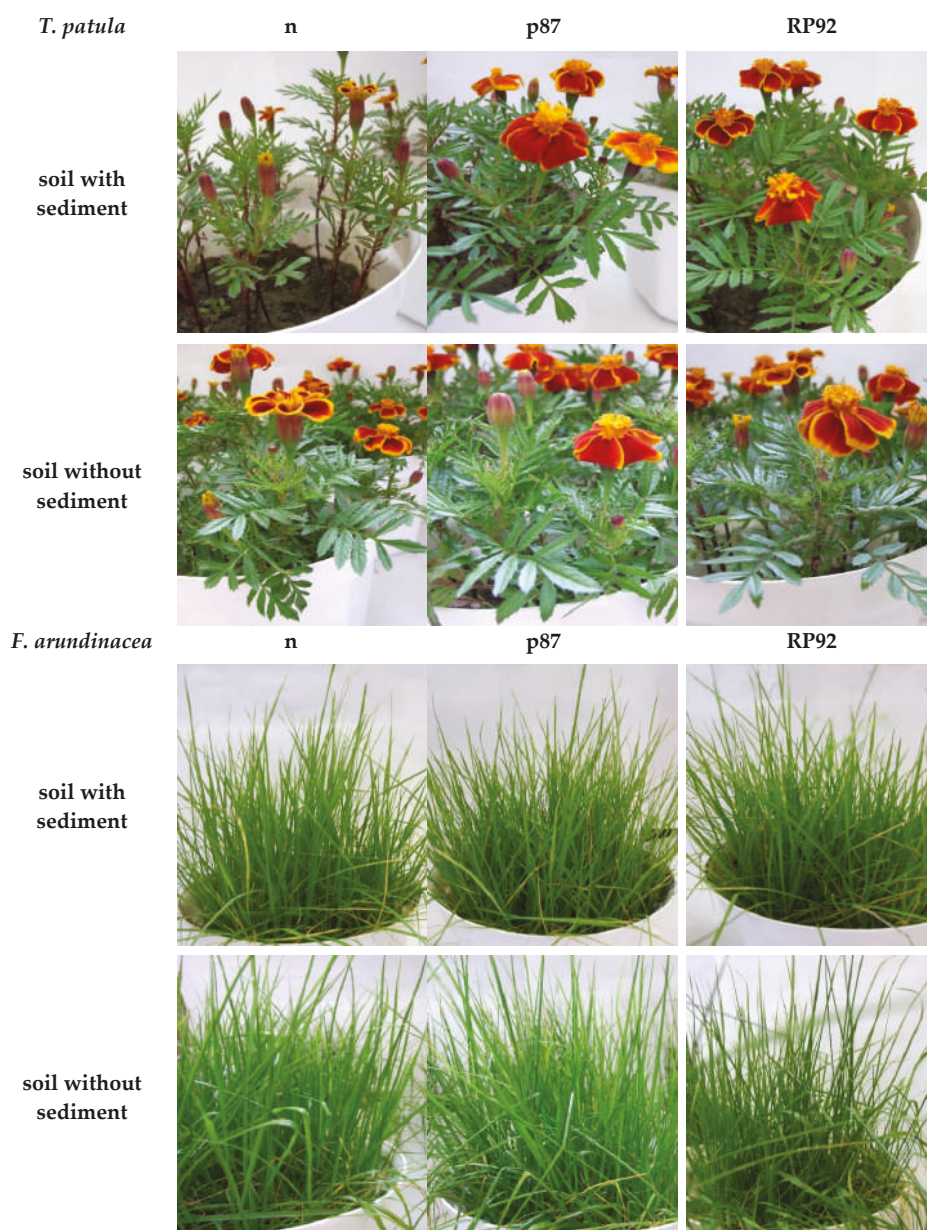 T. patula n p87 RP92
soil with
sediment
soil without
sediment
F. arundinacea n p87 RP92
soil with
sediment
soil without
sediment